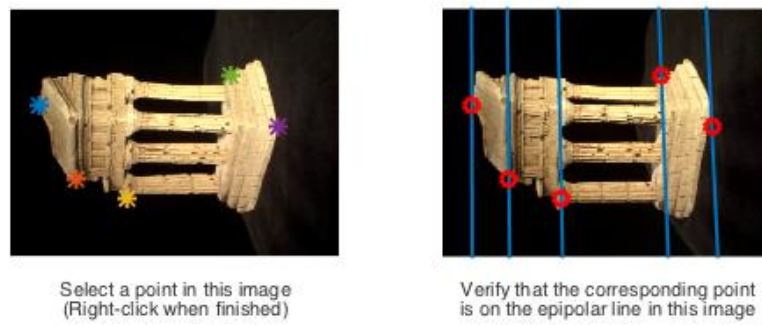 Select a point in this image
(Right-click when finished)
Verify that the corresponding point
is on the epipolar line in this image